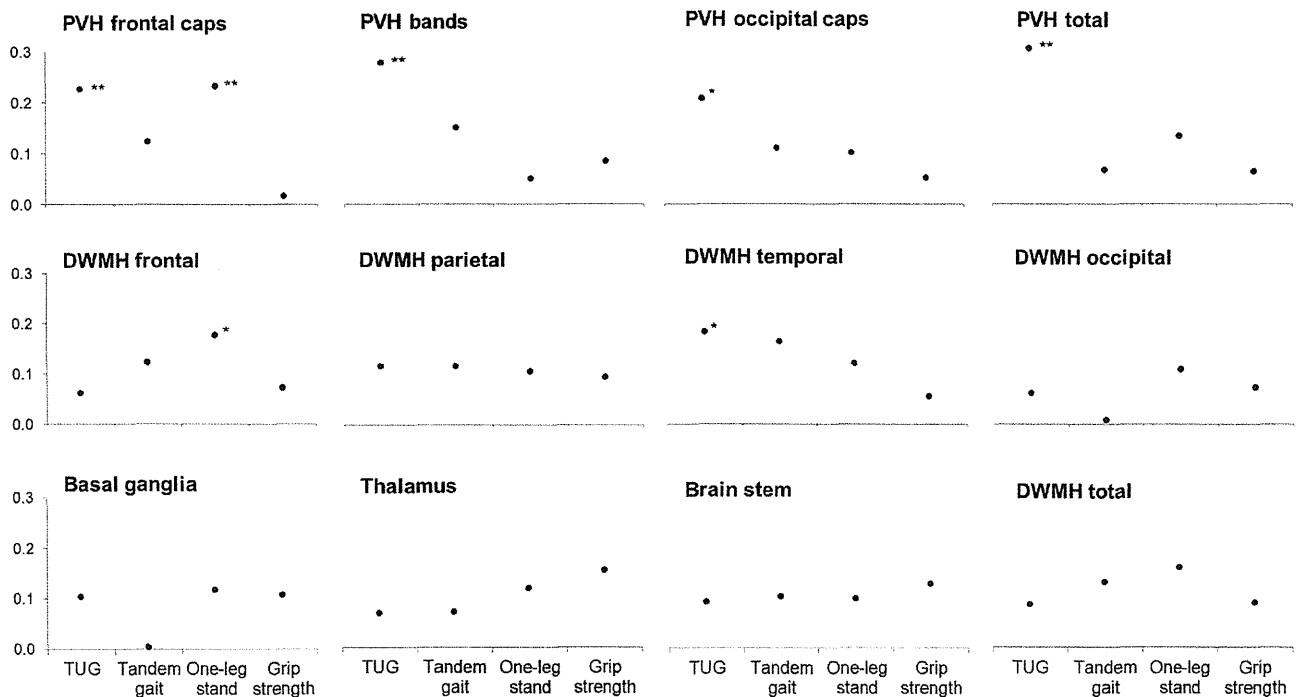 PVH frontal caps
PVH bands
PVH occipital caps
PVH total
0.3
0.2
0.1
0.0
**
**
**
*
**
DWMH frontal
DWMH parietal
DWMH temporal
DWMH occipital
0.3
0.2
0.1
0.0
*
*
Basal ganglia
Thalamus
Brain stem
DWMH total
0.3
0.2
0.1
0.0
TUG
Tandem gait
One-leg stand
Grip strength
TUG
Tandem gait
One-leg stand
Grip strength
TUG
Tandem gait
One-leg stand
Grip strength
TUG
Tandem gait
One-leg stand
Grip strength